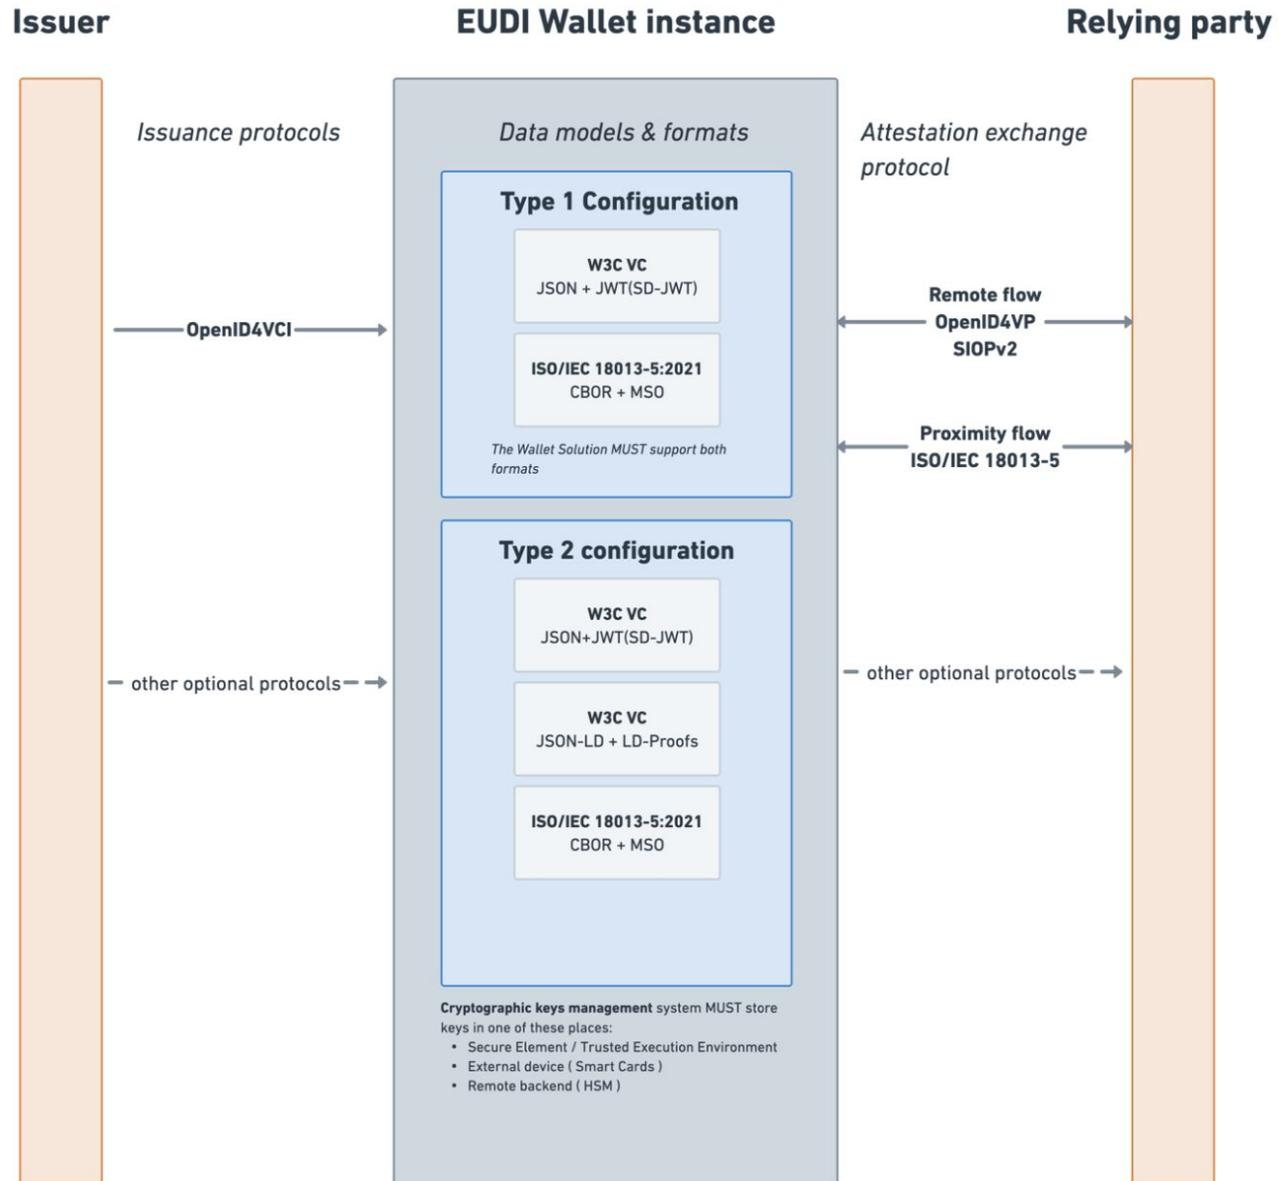 Issuer
EUDI Wallet instance
Relying party
Issuance protocols
Data models & formats
Attestation exchange
protocol
Type 1 Configuration
W3C VC
JSON + JWT(SD-JWT)
ISO/IEC 18013-5:2021
CBOR + MSO
The Wallet Solution MUST support both
formats
OpenID4VCI
Remote flow
OpenID4VP
SIOPv2
Proximity flow
ISO/IEC 18013-5
Type 2 configuration
W3C VC
JSON+JWT(SD-JWT)
W3C VC
JSON-LD + LD-Proofs
ISO/IEC 18013-5:2021
CBOR + MSO
other optional protocols
other optional protocols
Cryptographic keys management system MUST store
keys in one of these places:
• Secure Element / Trusted Execution Environment
• External device ( Smart Cards )
• Remote backend ( HSM )